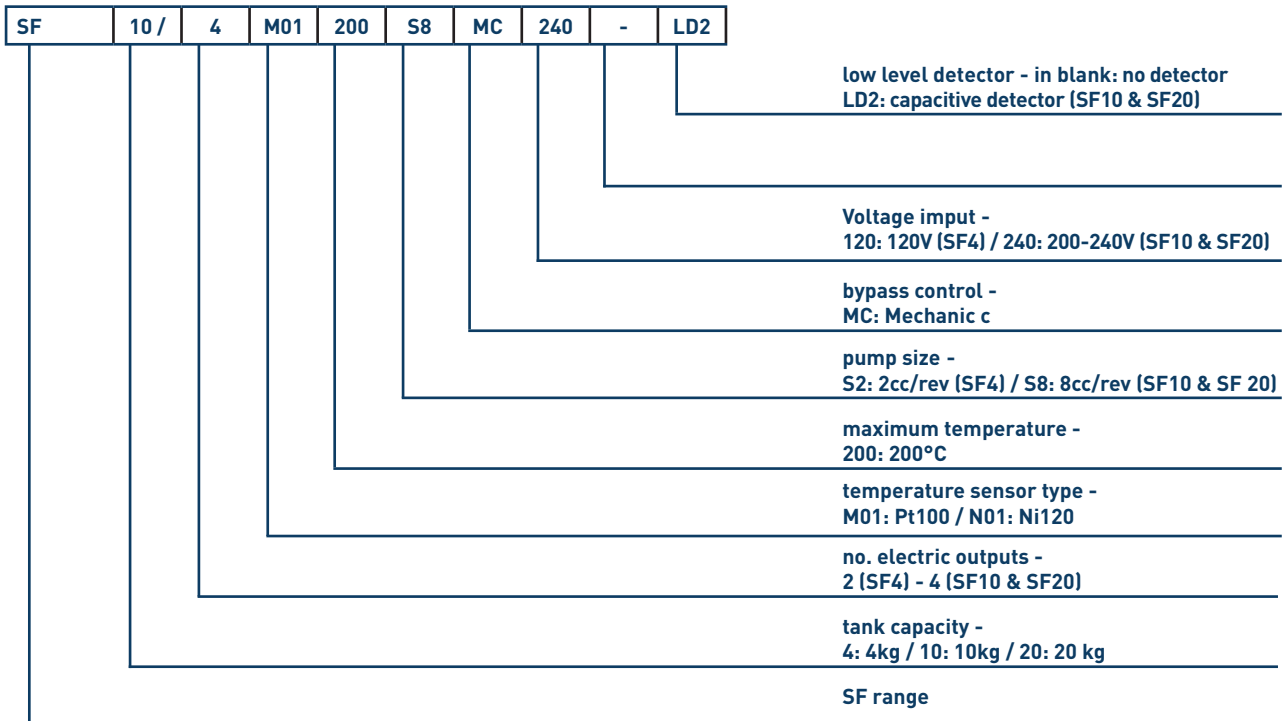 SF 10 / 4 M01 200 S8 MC 240 - LD2
low level detector - in blank: no detector
LD2: capacitive detector (SF10 & SF20)
Voltage imput -
120: 120V (SF4) / 240: 200-240V (SF10 & SF20)
bypass control -
MC: Mechanic c
pump size -
S2: 2cc/rev (SF4) / S8: 8cc/rev (SF10 & SF 20)
maximum temperature -
200: 200°C
temperature sensor type -
M01: Pt100 / N01: Ni120
no. electric outputs -
2 (SF4) - 4 (SF10 & SF20)
tank capacity -
4: 4kg / 10: 10kg / 20: 20 kg
SF range